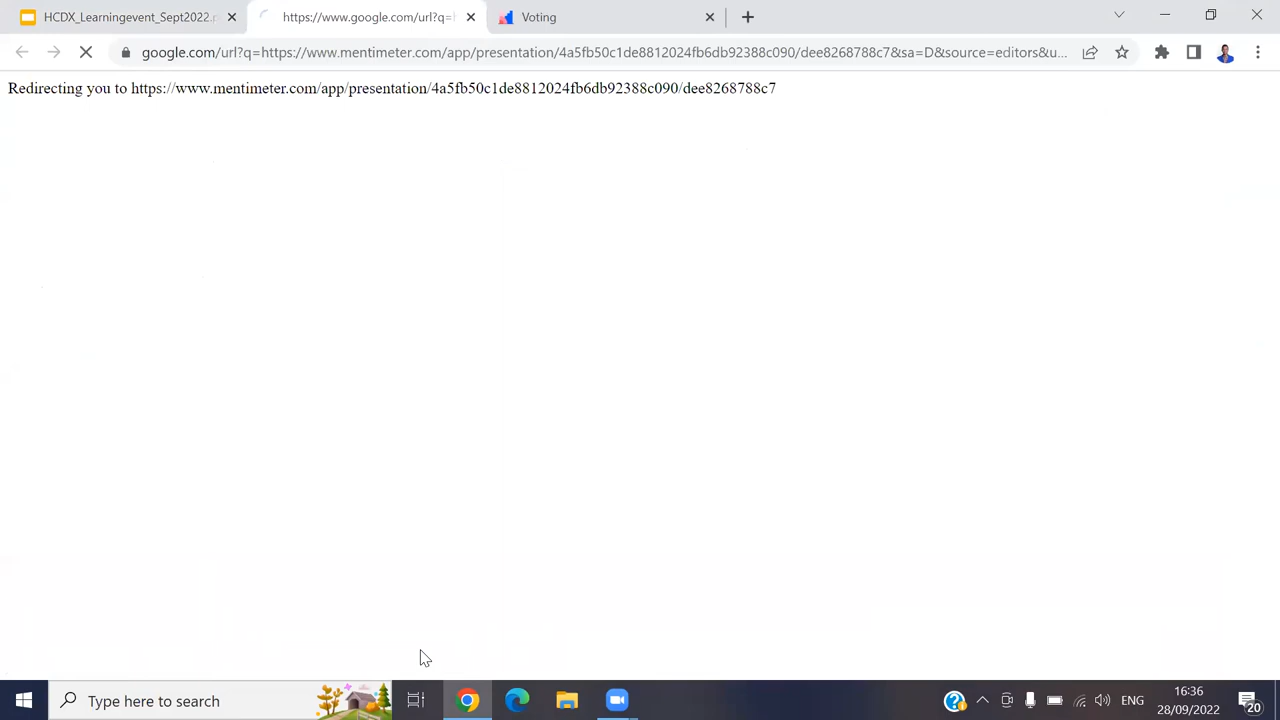 HCDX_Learningevent_Sept2022.
https://www.google.com/url?q=
Voting
google.com/url?q=https://www.mentimeter.com/app/presentation/4a5fb50c1de8812024fb6db92388c090/dee8268788c7&sa=D&source=editors&u...
Redirecting you to https://www.mentimeter.com/app/presentation/4a5fb50c1de8812024fb6db92388c090/dee8268788c7
Type here to search
ENG
16:36
28/09/2022
20